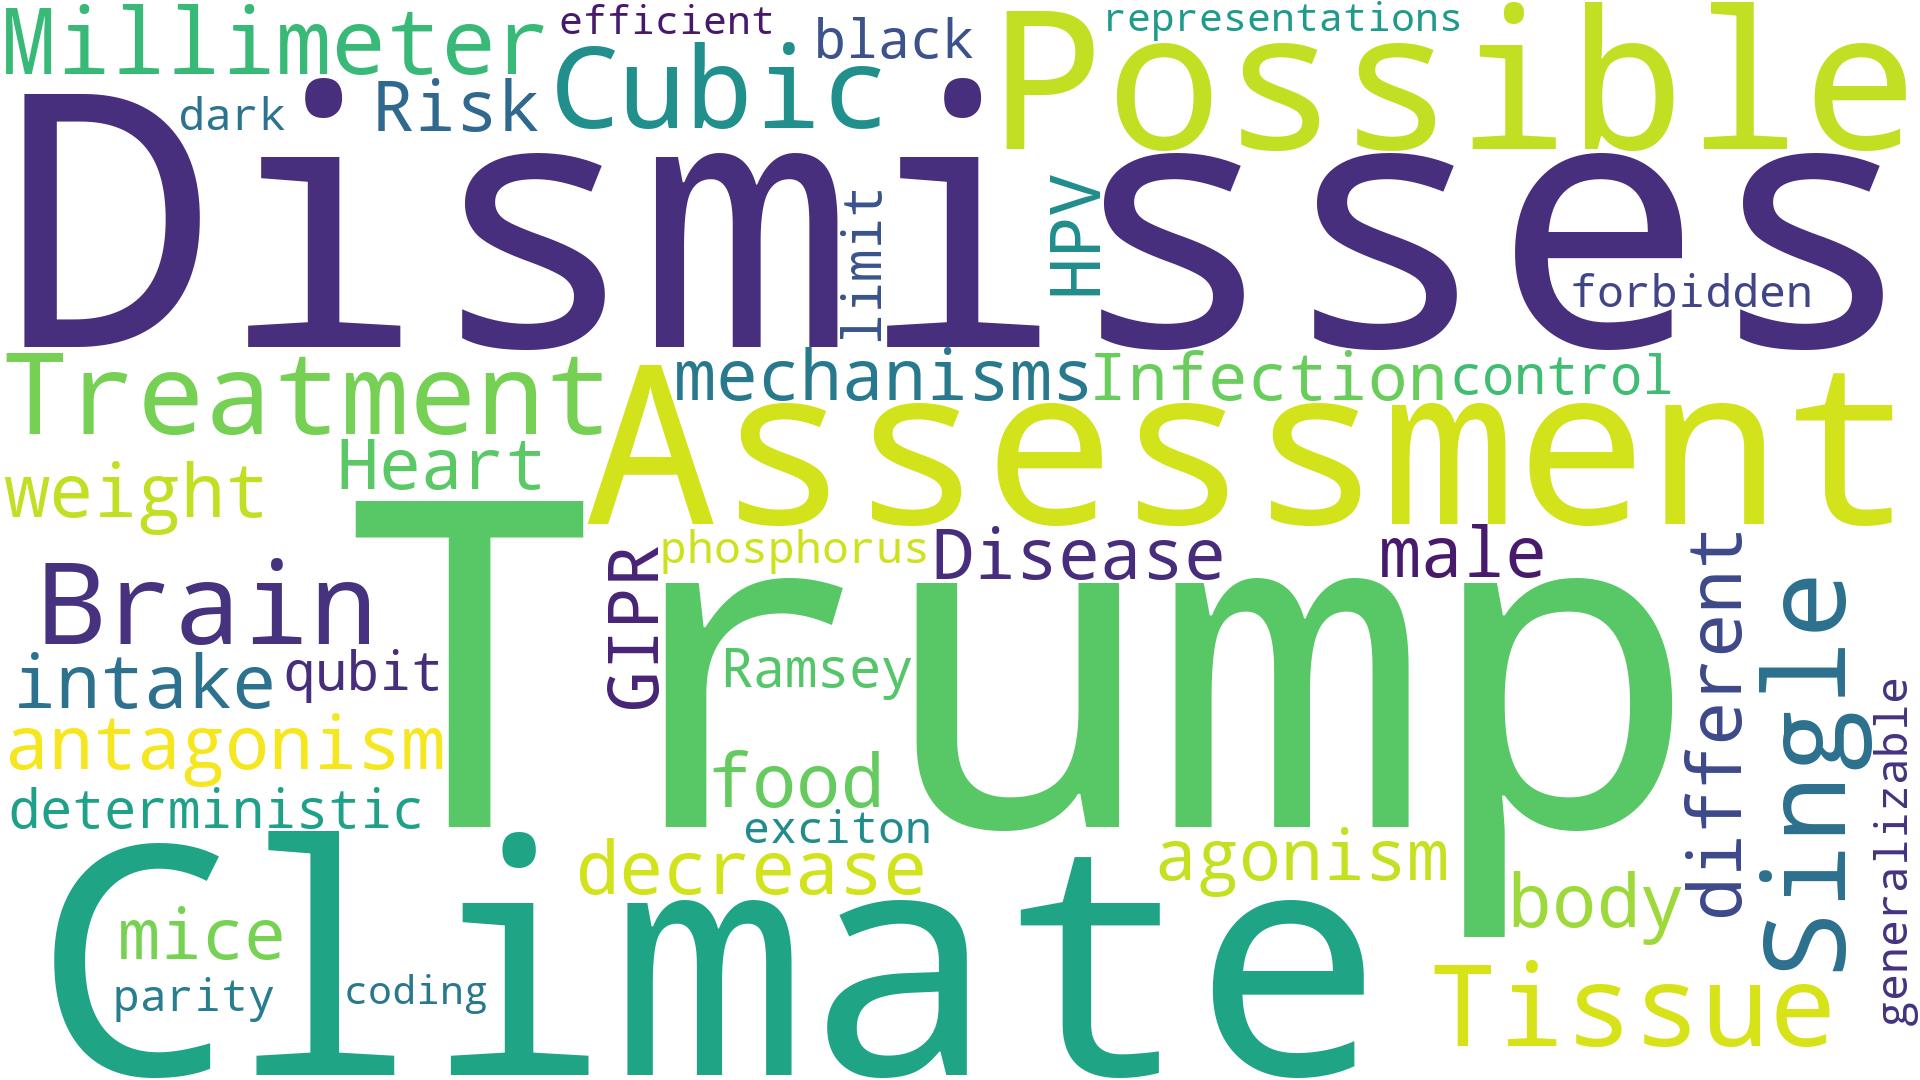 Millimeter
efficient
black
representations
Possible
Cubic
dark
Risk
Dismisses
limit
HPV
forbidden
Treatment
mechanisms
Infection
control
Assessment
Heart
weight
Trump
GIPR
phosphorus
Disease
male
different
Single
Brain
intake
qubit
Ramsey
generalizable
antagonism
food
deterministic
exciton
decrease
agonism
Climate
body
mice
parity
coding
Tissue